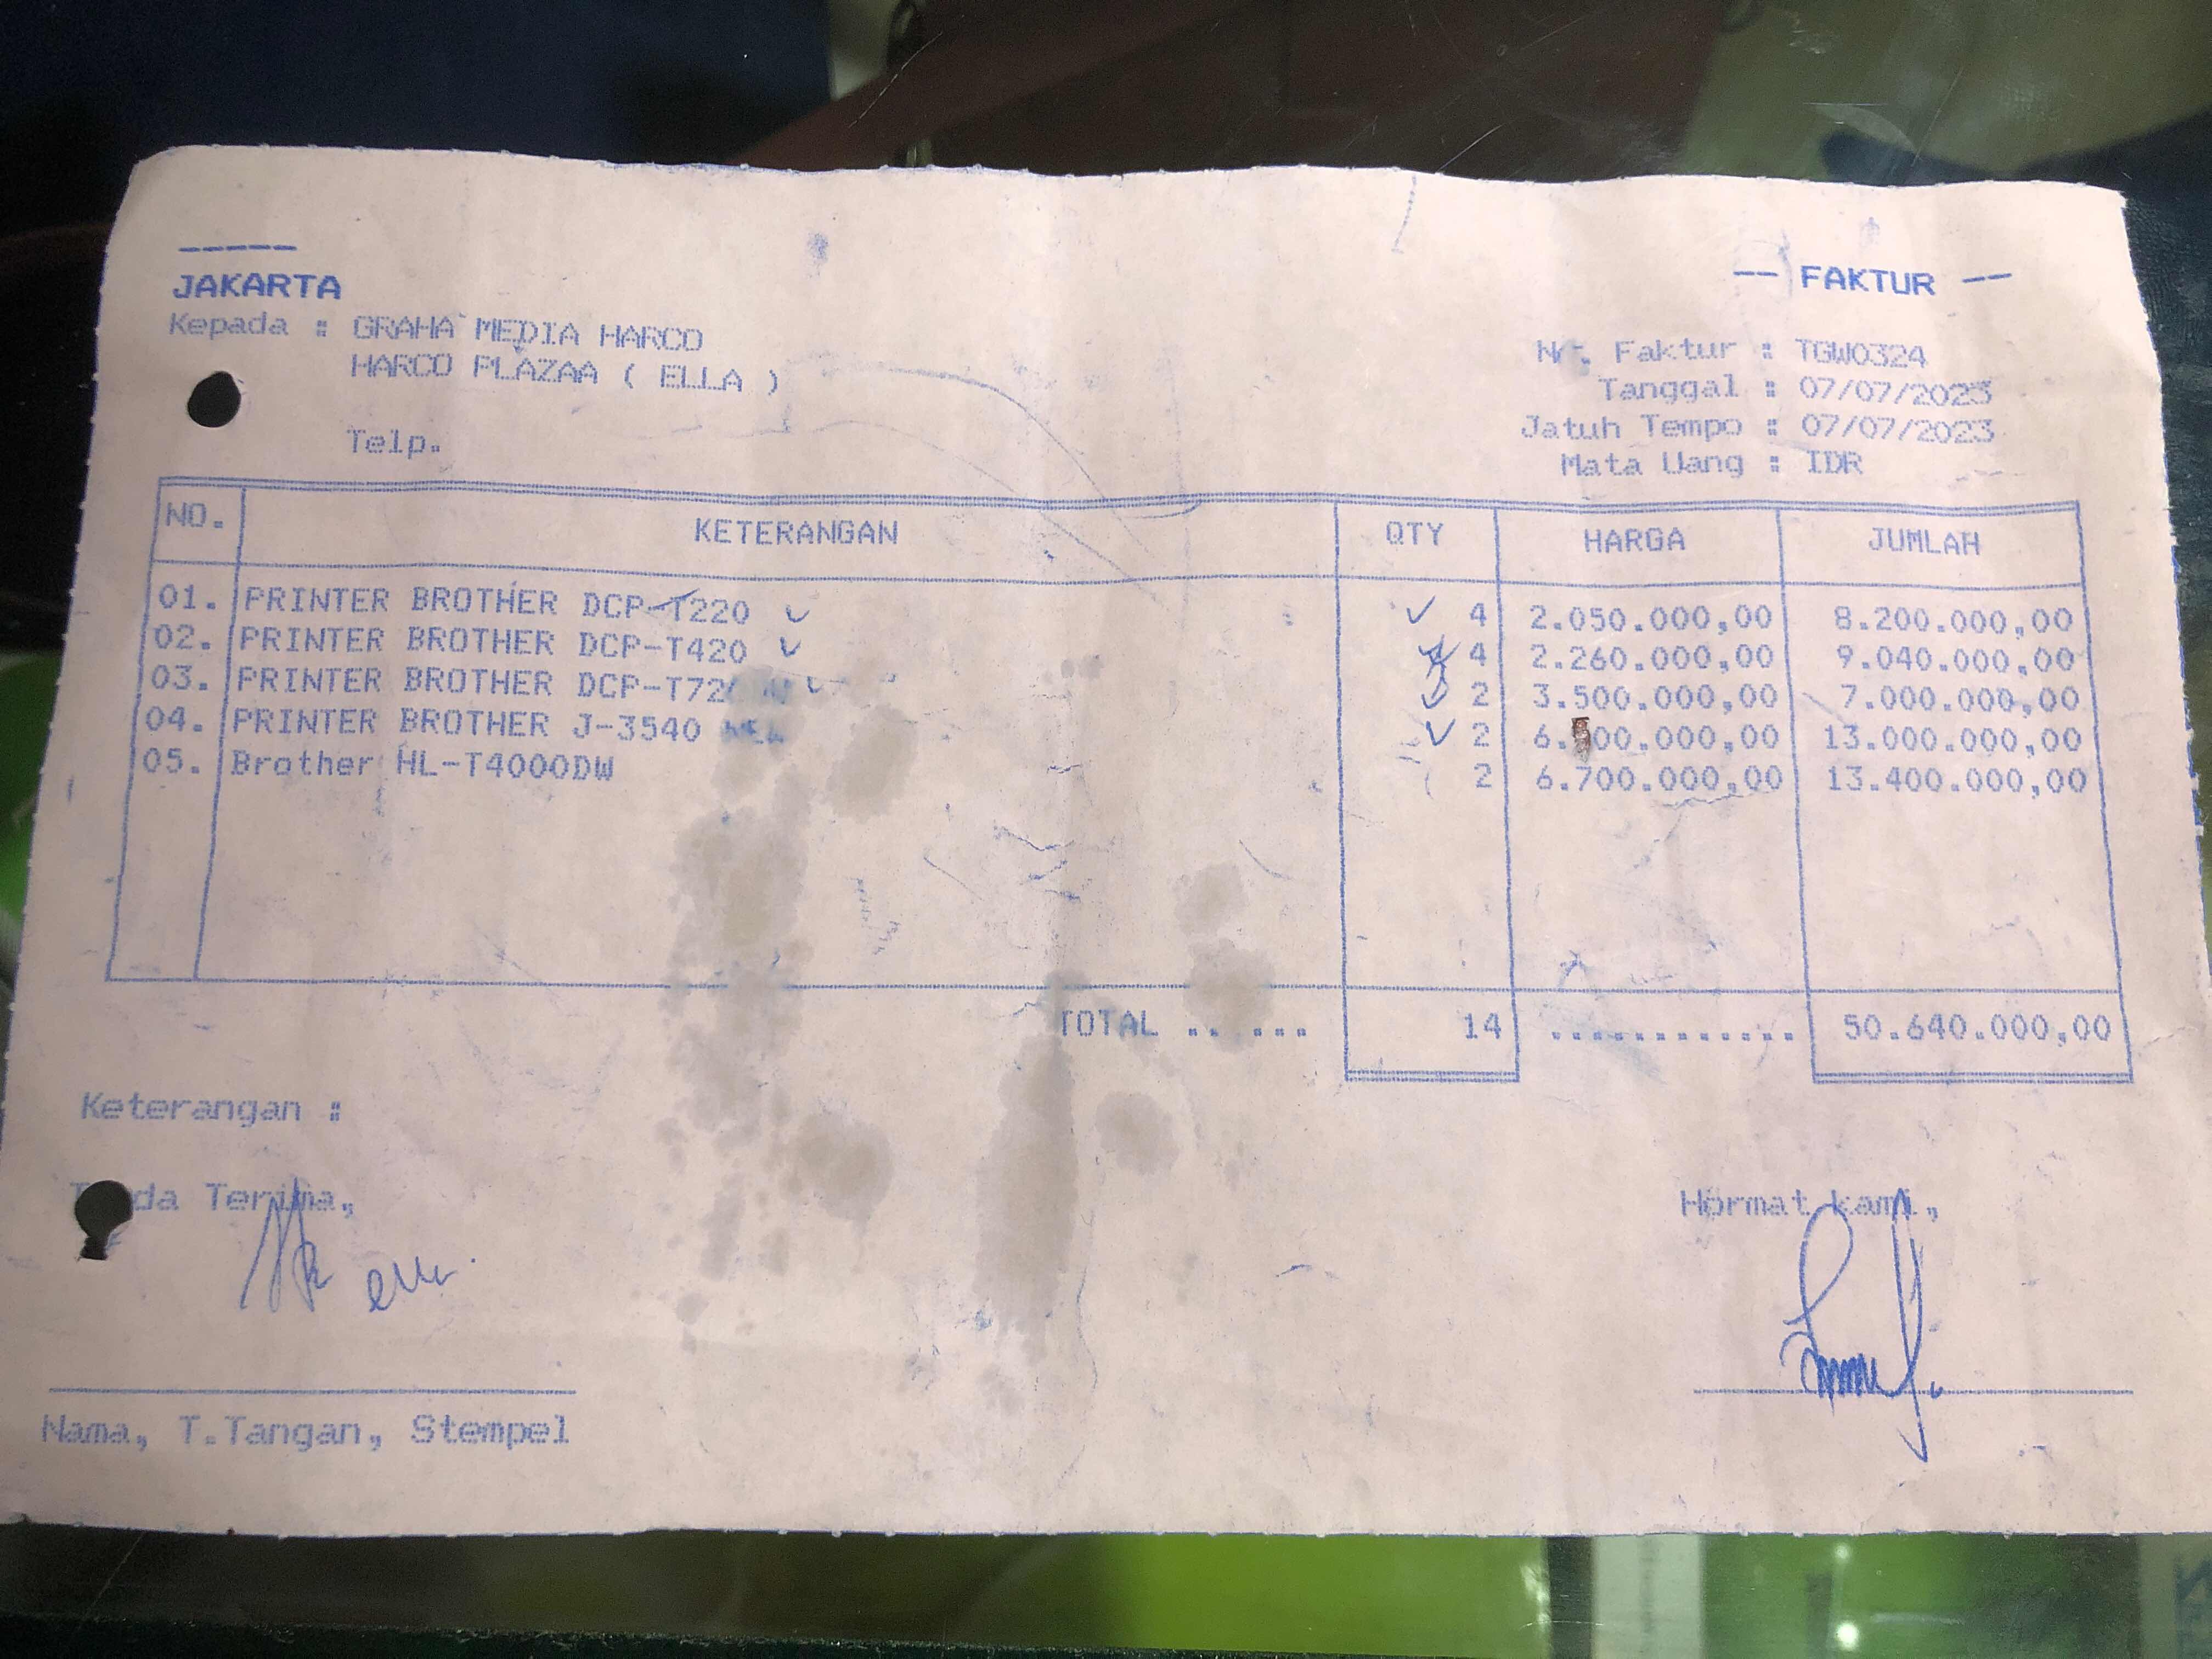 JAKARTA
-- FAKTUR --
Kepada : GRAHA MEDIA HARCO
HARCO PLAZAA ( ELLA )
Telp.
Nr. Faktur : TGW0324
Tanggal : 07/07/2023
Jatuh Tempo : 07/07/2023
Mata Uang : IDR
NO. KETERANGAN QTY HARGA JUMLAH
01. PRINTER BROTHER DCP-T220 4 2.050.000,00 8.200.000,00
02. PRINTER BROTHER DCP-T420 4 2.260.000,00 9.040.000,00
03. PRINTER BROTHER 2 3.500.000,00 7.000.000,00
04. PRINTER BROTHER J-3540 NEW 2 13.000.000,00
05. Brother HL-T4000DW 2 6.700.000,00 13.400.000,00
TOTAL .. ... 14 ............ 50.640.000,00
Keterangan :
Terima,
Hormat kami,
Nama, T.Tangan, Stempel